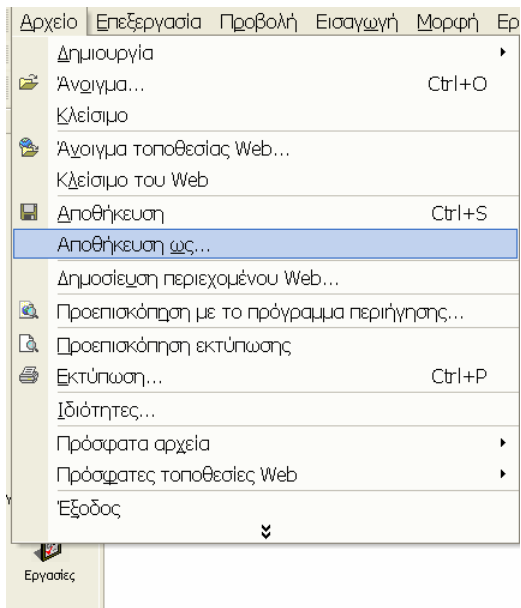 Αρχείο Επεξεργασία Προβολή Εισαγωγή Μορφή Ερ
Δημιουργία
Άνοιγμα... Ctrl+O
Κλείσιμο
Άνοιγμα τοποθεσίας Web...
Κλείσιμο του Web
Αποθήκευση Ctrl+S
Αποθήκευση ως...
Δημοσίευση περιεχομένου Web...
Προεπισκόπηση με το πρόγραμμα περιήγησης...
Προεπισκόπηση εκτύπωσης
Εκτύπωση... Ctrl+P
Ιδιότητες...
Πρόσφατα αρχεία
Πρόσφατες τοποθεσίες Web
Έξοδος
Εργασίες